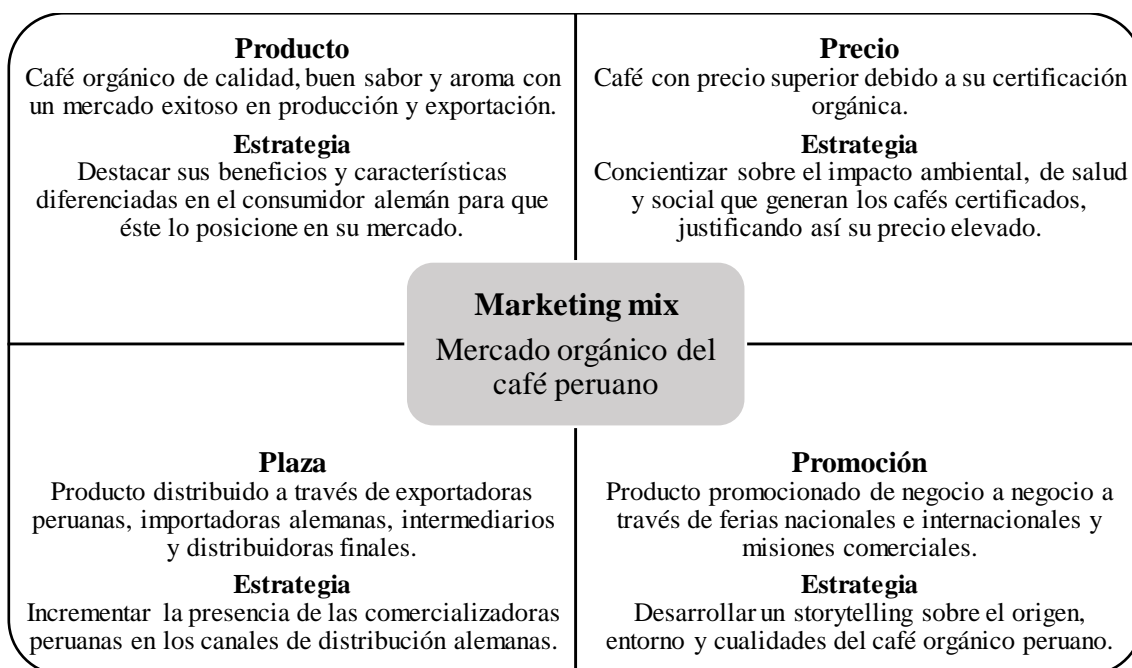 Producto
Café orgánico de calidad, buen sabor y aroma con
un mercado exitoso en producción y exportación.
Estrategia
Destacar sus beneficios y características
diferenciadas en el consumidor alemán para que
éste lo posicione en su mercado.
Precio
Café con precio superior debido a su certificación
orgánica.
Estrategia
Concientizar sobre el impacto ambiental, de salud
y social que generan los cafés certificados,
justificando así su precio elevado.
Marketing mix
Mercado orgánico del
café peruano
Plaza
Producto distribuido a través de exportadoras
peruanas, importadoras alemanas, intermediarios
y distribuidoras finales.
Estrategia
Incrementar la presencia de las comercializadoras
peruanas en los canales de distribución alemanas.
Promoción
Producto promocionado de negocio a negocio a
través de ferias nacionales e internacionales y
misiones comerciales.
Estrategia
Desarrollar un storytelling sobre el origen,
entorno y cualidades del café orgánico peruano.